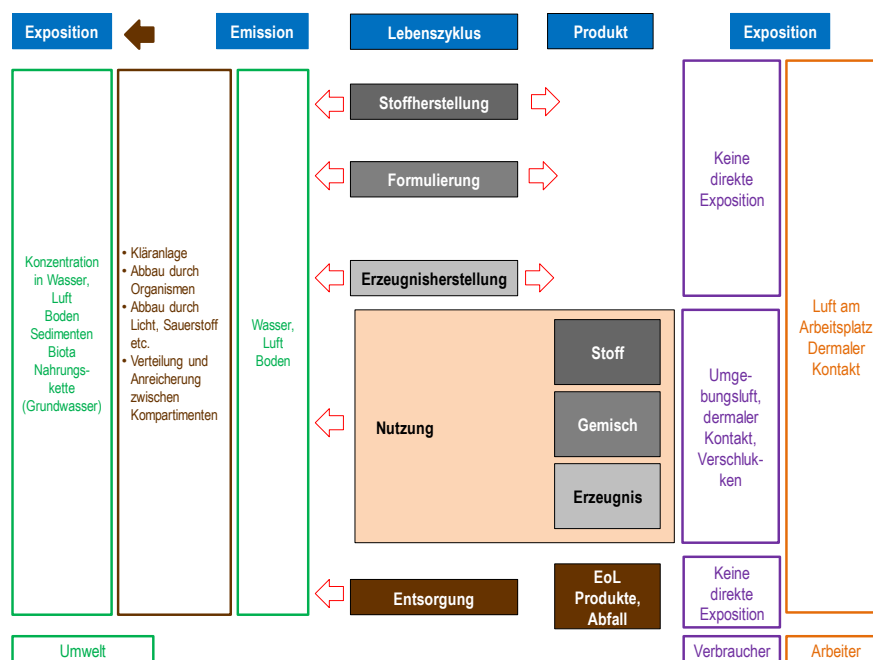 Exposition
Emission
Lebenszyklus
Produkt
Exposition
Stoffherstellung
Formulierung
Erzeugnisherstellung
Konzentration
in Wasser,
Luft
Boden
Sedimenten
Biota
Nahrungs-
kette
(Grundwasser)
• Kläranlage
• Abbau durch
Organismen
• Abbau durch
Licht, Sauerstoff
etc.
• Verteilung und
Anreicherung
zwischen
Kompartimenten
Wasser,
Luft
Boden
Nutzung
Stoff
Gemisch
Erzeugnis
Entsorgung
EoL
Produkte,
Abfall
Keine
direkte
Exposition
Umge-
bungsluft,
dermaler
Kontakt,
Verschluk-
ken
Keine
direkte
Exposition
Luft am
Arbeitsplatz
Dermaler
Kontakt
Umwelt
Verbraucher
Arbeiter